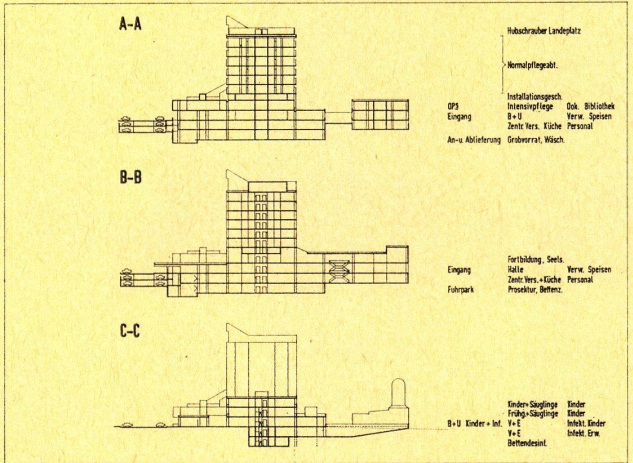 A-A
Hubschrauber Landeplatz
Normalpflegeabt.
Installationsgesch.
OPS Intensivpflege Dok. Bibliothek
Eingang B+U Verw. Speisen
Zentr. Vers. Küche Personal
An-u. Ablieferung Grobvorrat, Wäsch.
B-B
Fortbildung, Seels.
Eingang Halle Verw. Speisen
Zentr. Vers.+Küche Personal
Fuhrpark Prosektur, Bettenz.
C-C
Kinder+Säuglinge Kinder
Frühg.+Säuglinge Kinder
B+U Kinder + Inf. V+E Infekt. Kinder
V+E Infekt. Erw.
Bettendesinf.